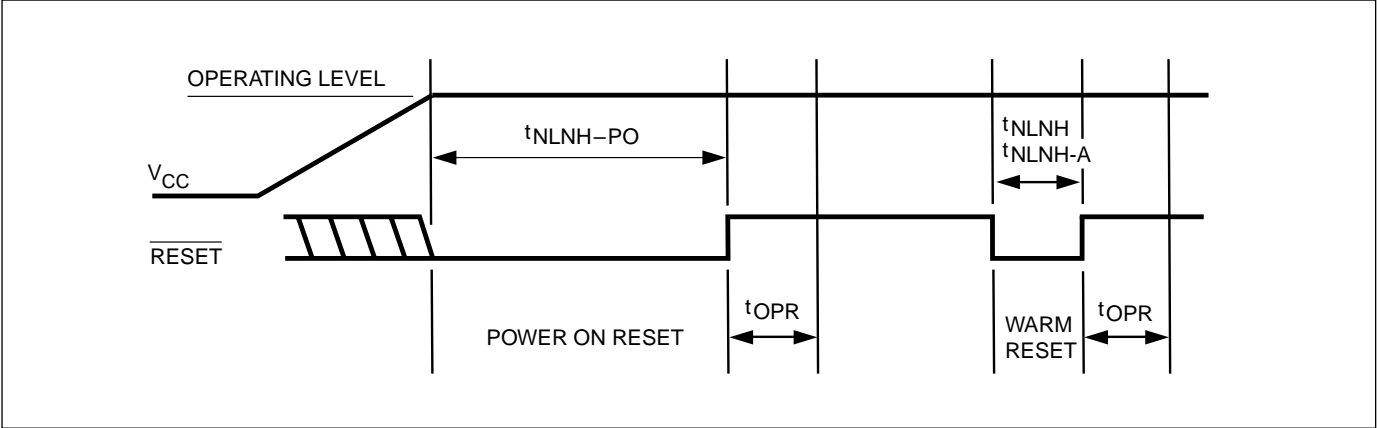 OPERATING LEVEL
tNLNH–PO
tNLNH
tNLNH-A
VCC
RESET
tOPR
POWER ON RESET
WARM
RESET
tOPR